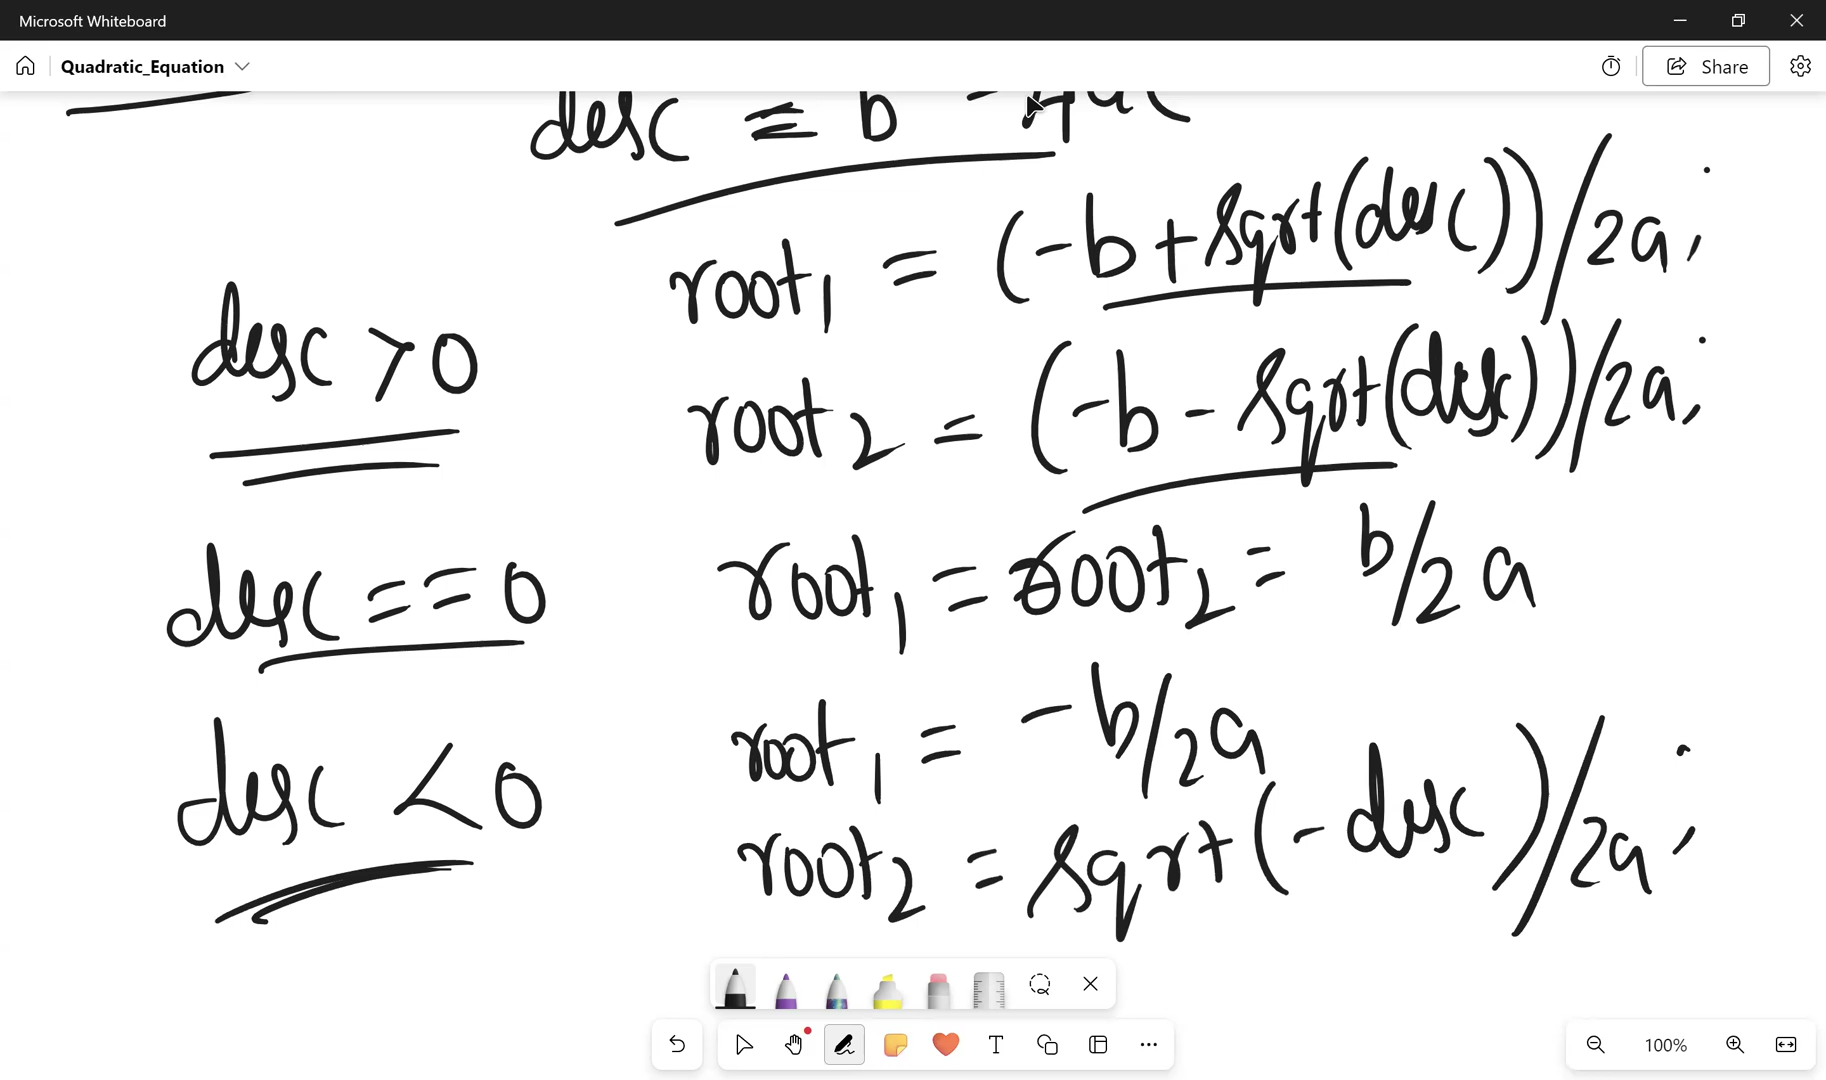 Microsoft Whiteboard
Quadratic_Equation
Share
desc = b - 4ac
root1 = (-b+sqrt(desc))/2a;
desc > 0
root2 = (-b - sqrt(desc))/2a;
desc == 0
root1 = root2 = b/2a
root1 = -b/2a
desc < 0
root2 = sqrt(-desc)/2a;
T
100%